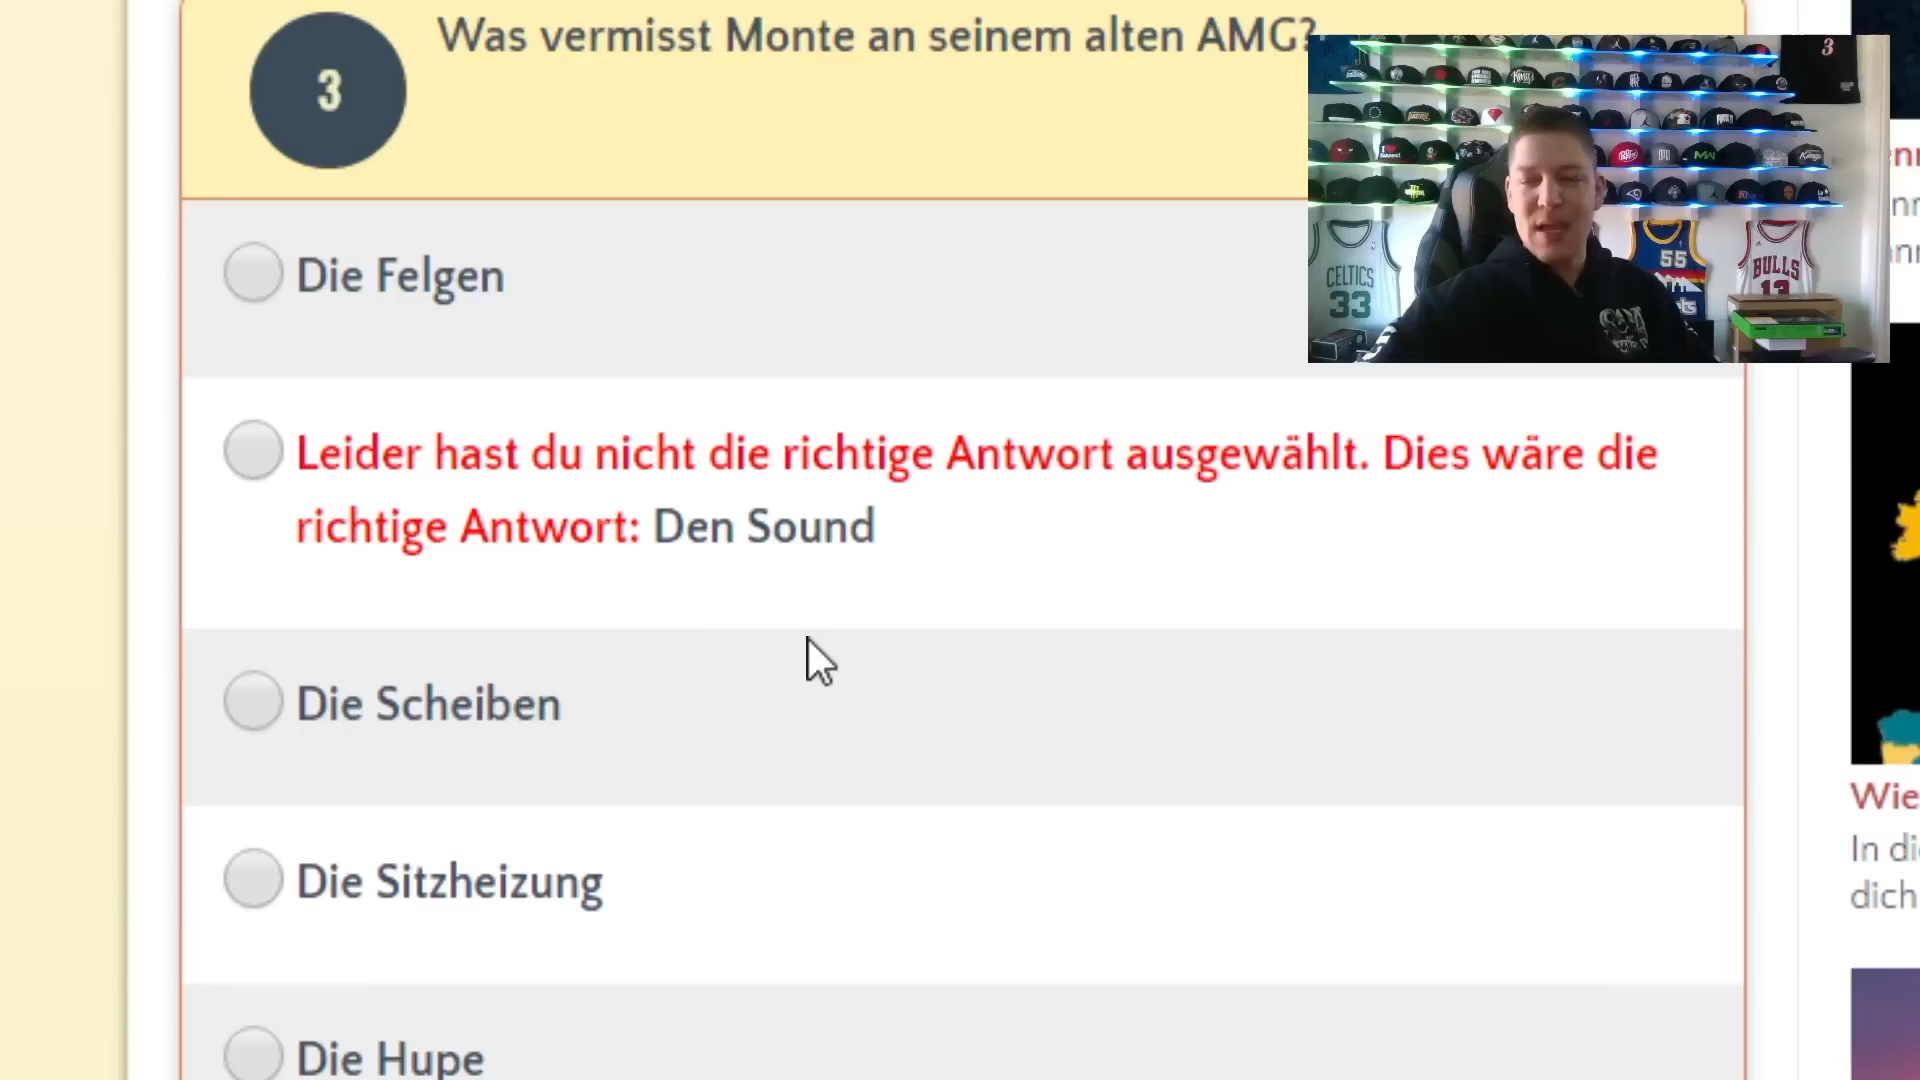 Was vermisst Monte an seinem alten AMG?
3
Die Felgen
Leider hast du nicht die richtige Antwort ausgewählt. Dies wäre die
richtige Antwort: Den Sound
Die Scheiben
Die Sitzheizung
Die Hupe
3
CELTICS
33
55
BULLS
13
Wie
In di
dich